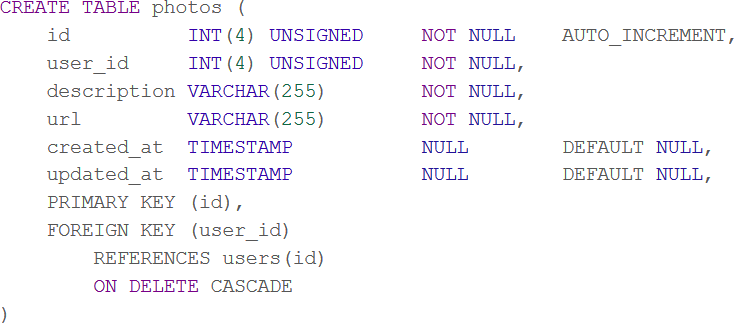 CREATE TABLE photos (
id INT(4) UNSIGNED NOT NULL AUTO_INCREMENT,
user_id INT(4) UNSIGNED NOT NULL,
description VARCHAR(255) NOT NULL,
url VARCHAR(255) NOT NULL,
created_at TIMESTAMP NULL DEFAULT NULL,
updated_at TIMESTAMP NULL DEFAULT NULL,
PRIMARY KEY (id),
FOREIGN KEY (user_id)
REFERENCES users(id)
ON DELETE CASCADE
)